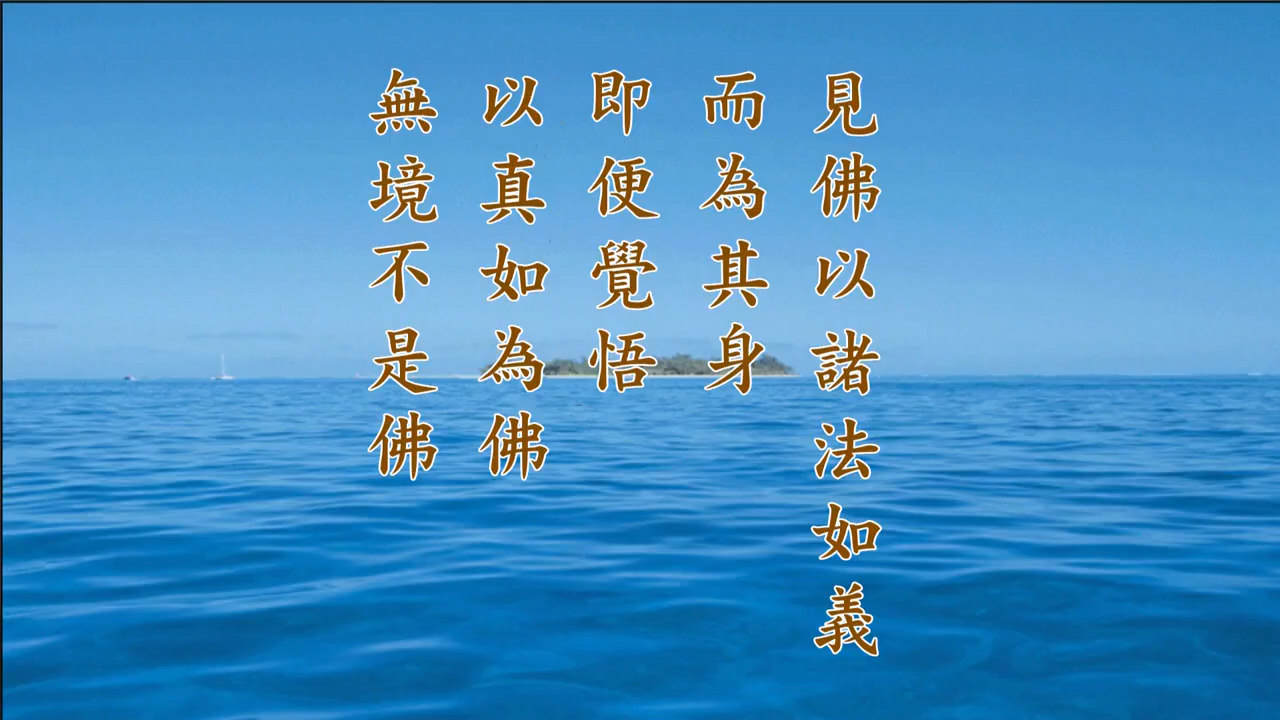 見佛以諸法如義
而為其身
即便覺悟
以真如為佛
無境不是佛